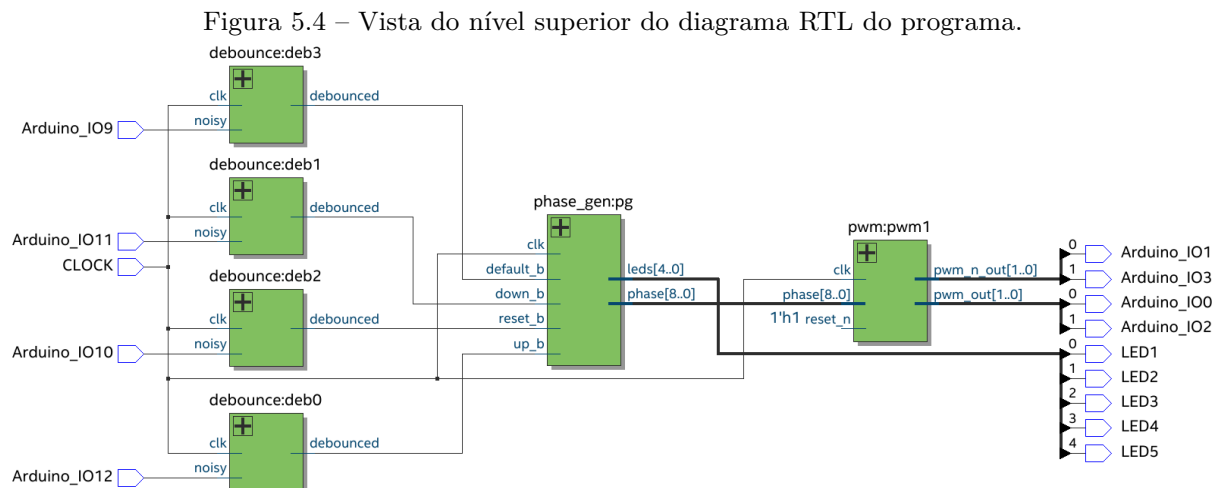 Figura 5.4 – Vista do nível superior do diagrama RTL do programa.
debounce:deb3
clk
debounced
noisy
Arduino_IO9
debounce:deb1
clk
debounced
noisy
Arduino_IO11
CLOCK
debounce:deb2
clk
debounced
noisy
Arduino_IO10
debounce:deb0
clk
debounced
noisy
Arduino_IO12
phase_gen:pg
clk
default_b
down_b
reset_b
up_b
leds[4..0]
phase[8..0]
pwm:pwm1
clk
phase[8..0]
1'h1 reset_n
pwm_n_out[1..0]
pwm_out[1..0]
0 Arduino_IO1
1 Arduino_IO3
0 Arduino_IO0
1 Arduino_IO2
0 LED1
1 LED2
2 LED3
3 LED4
4 LED5